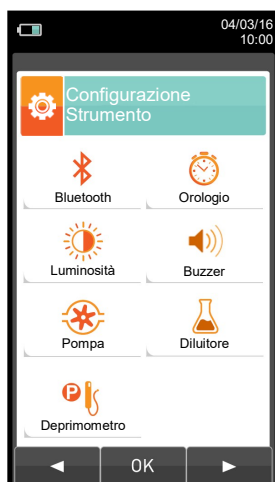 04/03/16
10:00
Configurazione
Strumento
Bluetooth
Orologio
Luminosità
Buzzer
Pompa
Diluitore
P
Deprimometro
◄ OK ►